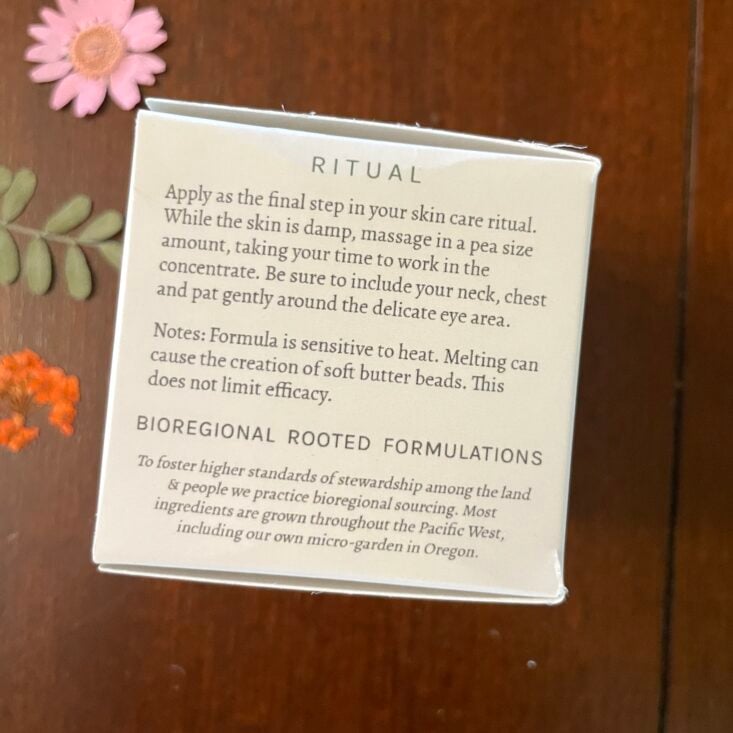 RITUAL
Apply as the final step in your skin care ritual.
While the skin is damp, massage in a pea size
amount, taking your time to work in the
concentrate. Be sure to include your neck, chest
and pat gently around the delicate eye area.
Notes: Formula is sensitive to heat. Melting can
cause the creation of soft butter beads. This
does not limit efficacy.
BIOREGIONAL ROOTED FORMULATIONS
To foster higher standards of stewardship among the land
& people we practice bioregional sourcing. Most
ingredients are grown throughout the Pacific West,
including our own micro-garden in Oregon.